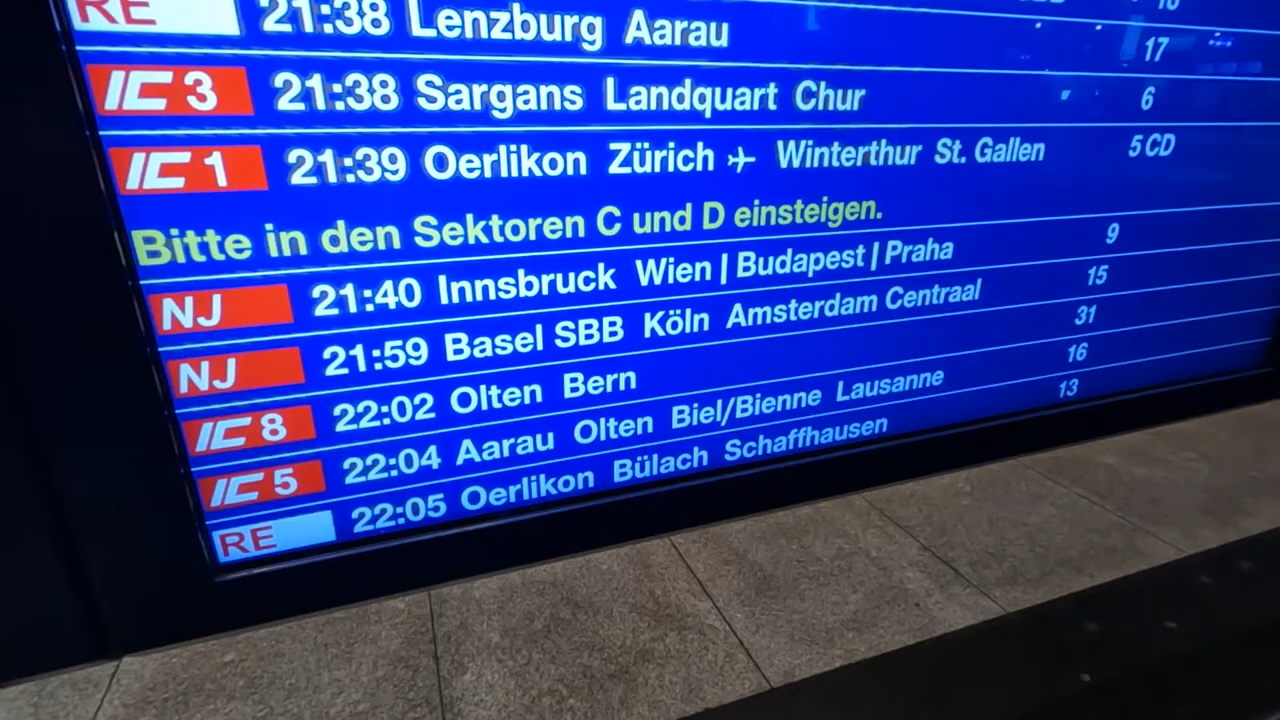 RE 21:38 Lenzburg Aarau 17
IC 3 21:38 Sargans Landquart Chur 6
IC 1 21:39 Oerlikon Zürich ✈ Winterthur St. Gallen 5 CD
Bitte in den Sektoren C und D einsteigen.
NJ 21:40 Innsbruck Wien | Budapest | Praha 9
NJ 21:59 Basel SBB Köln Amsterdam Centraal 15
IC 8 22:02 Olten Bern 31
IC 5 22:04 Aarau Olten Biel/Bienne Lausanne 16
RE 22:05 Oerlikon Bülach Schaffhausen 13